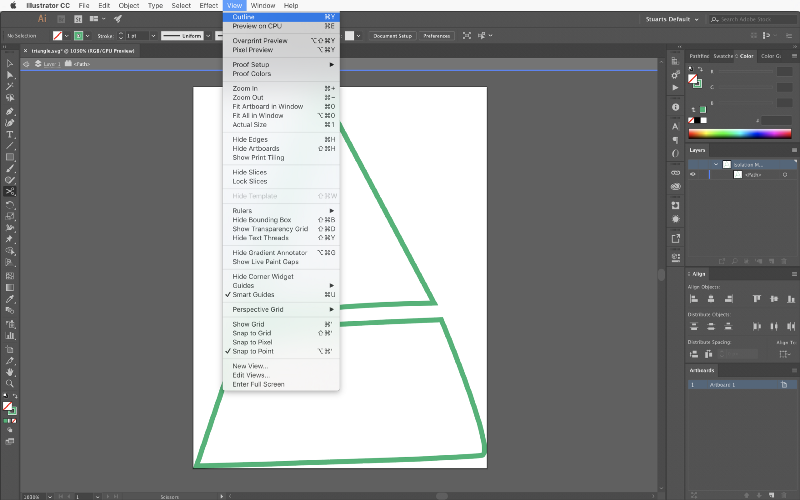 Illustrator CC File Edit Object Type Select Effect View Window Help
Ai Br St
Stuarts Default
Search Adobe Stock
No Selection Stroke: 1 pt Uniform Document Setup Preferences
triangle.svg* @ 1030% (RGB/GPU Preview)
Layer <Path>
Outline ⌘Y
Preview on CPU ⌘E
Overprint Preview ⌥⇧⌘Y
Pixel Preview ⌥⌘Y
Proof Setup
Proof Colors
Zoom In ⌘+
Zoom Out ⌘−
Fit Artboard in Window ⌘0
Fit All in Window ⌥⌘0
Actual Size ⌘1
Hide Edges ⌘H
Hide Artboards ⇧⌘H
Show Print Tiling
Hide Slices
Lock Slices
Hide Template ⇧⌘W
Rulers
Hide Bounding Box ⇧⌘B
Show Transparency Grid ⇧⌘D
Hide Text Threads ⇧⌘Y
Hide Gradient Annotator ⌥⌘G
Show Live Paint Gaps
Hide Corner Widget
Guides
✓ Smart Guides ⌘U
Perspective Grid
Show Grid ⌘'
Snap to Grid ⇧⌘'
Snap to Pixel
✓ Snap to Point ⌥⌘'
New View...
Edit Views...
Enter Full Screen
Pathfin Swatche Color Color G
R
G
B
#
Layers
Isolation M...
<Path>
Align
Align Objects:
Distribute Objects:
Distribute Spacing: Align To:
Artboards
1 Artboard 1
1030% 1 Scissors